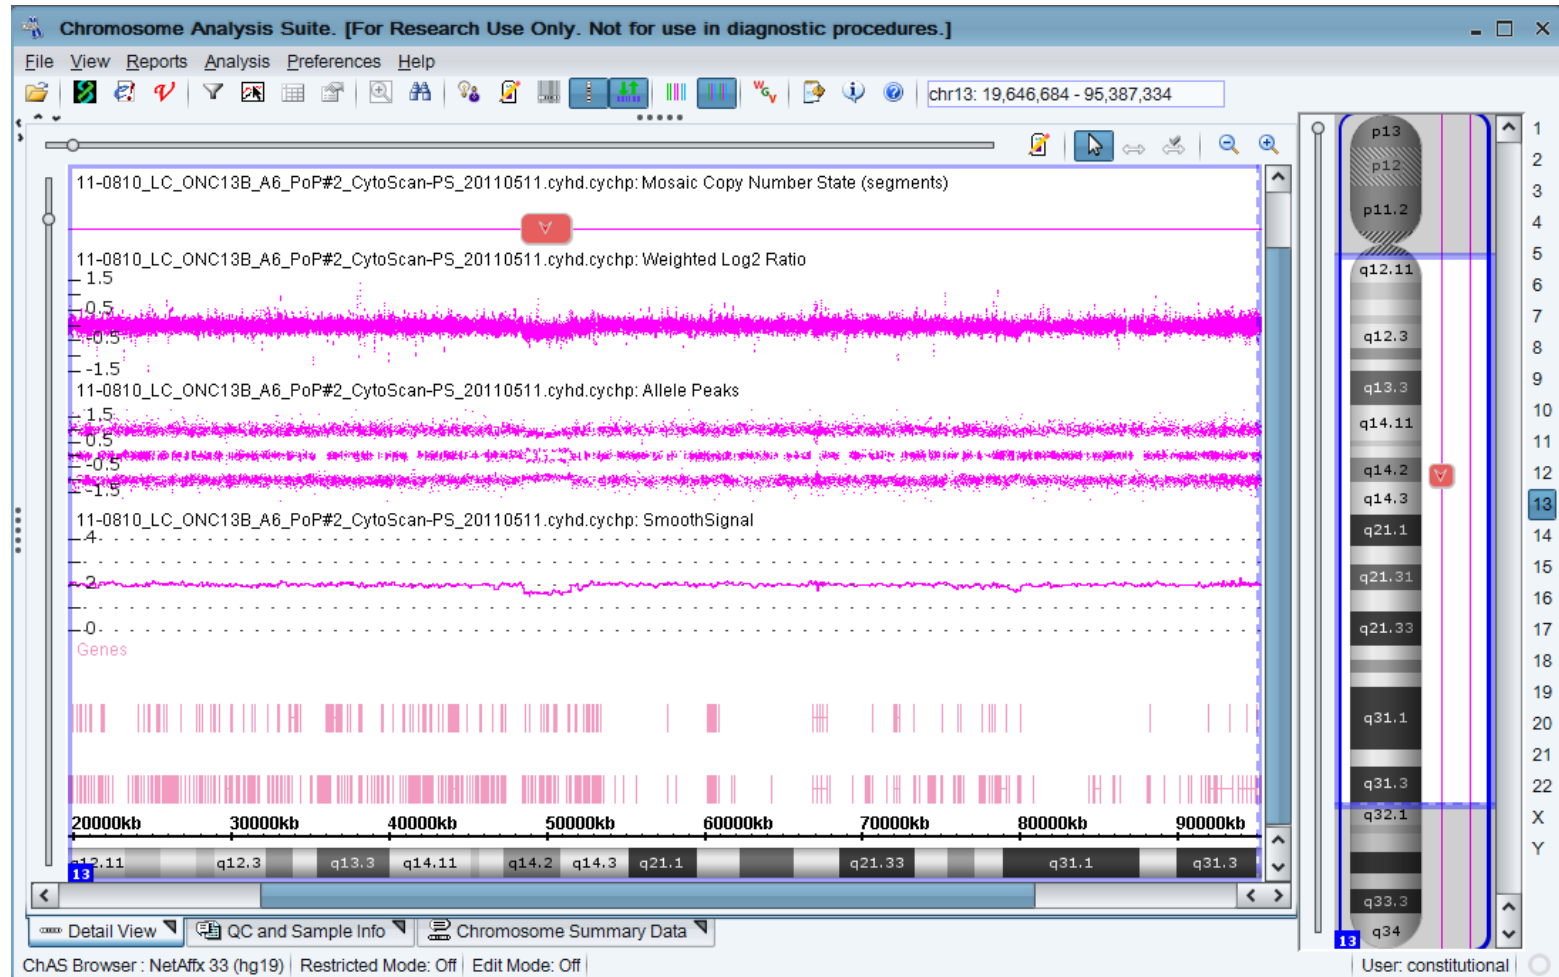 Chromosome Analysis Suite. [For Research Use Only. Not for use in diagnostic procedures.]
File View Reports Analysis Preferences Help
chr13: 19,646,684 - 95,387,334
11-0810_LC_ONC13B_A6_PoP#2_CytoScan-PS_20110511.cyhd.cychp: Mosaic Copy Number State (segments)
11-0810_LC_ONC13B_A6_PoP#2_CytoScan-PS_20110511.cyhd.cychp: Weighted Log2 Ratio
1.5
0.5
-0.5
-1.5
11-0810_LC_ONC13B_A6_PoP#2_CytoScan-PS_20110511.cyhd.cychp: Allele Peaks
1.5
0.5
-0.5
-1.5
11-0810_LC_ONC13B_A6_PoP#2_CytoScan-PS_20110511.cyhd.cychp: SmoothSignal
4
2
0
Genes
20000kb 30000kb 40000kb 50000kb 60000kb 70000kb 80000kb 90000kb
q12.11 q12.3 q13.3 q14.11 q14.2 q14.3 q21.1 q21.33 q31.1 q31.3
13
p13
p12
p11.2
q12.11
q12.3
q13.3
q14.11
q14.2
q14.3
q21.1
q21.31
q21.33
q31.1
q31.3
q32.1
q33.3
q34
13
1
2
3
4
5
6
7
8
9
10
11
12
13
14
15
16
17
18
19
20
21
22
X
Y
Detail View QC and Sample Info Chromosome Summary Data
ChAS Browser : NetAffx 33 (hg19) Restricted Mode: Off Edit Mode: Off User: constitutional